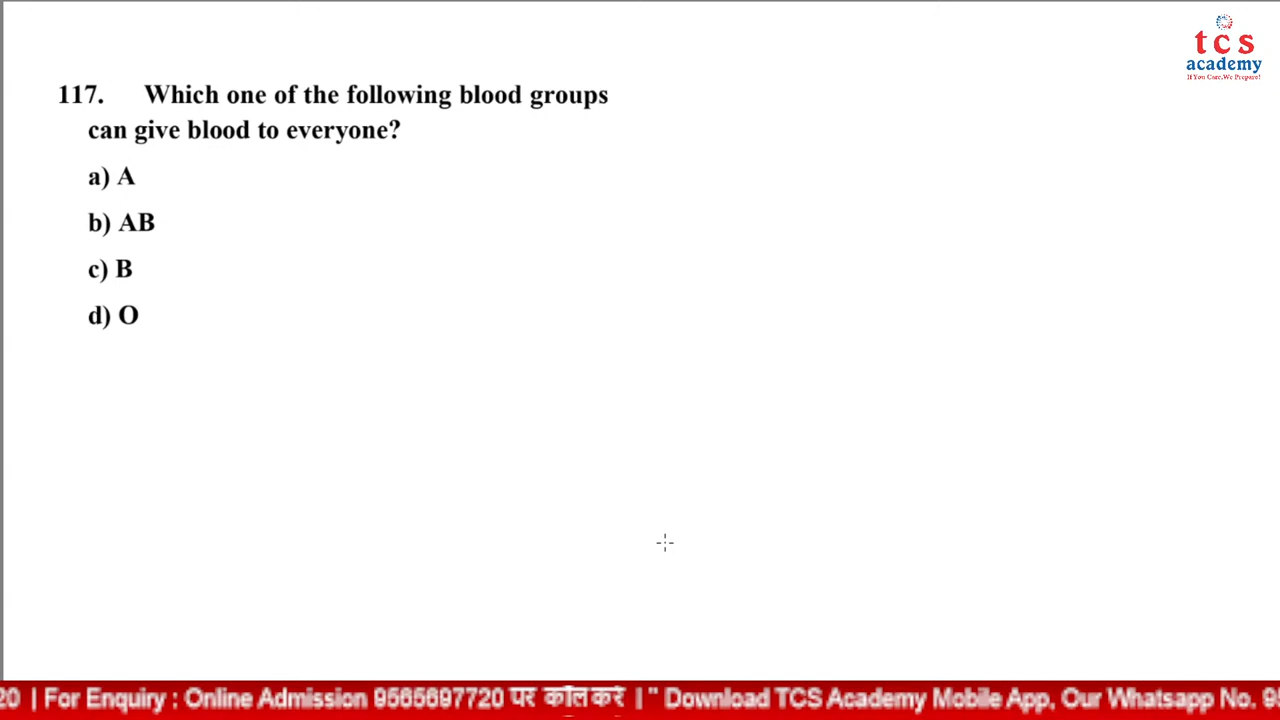 tcs
academy
If You Care,We Prepare!
117. Which one of the following blood groups
can give blood to everyone?
a) A
b) AB
c) B
d) O
20 | For Enquiry : Online Admission 9565697720 पर कॉल करें | " Download TCS Academy Mobile App, Our Whatsapp No. 95